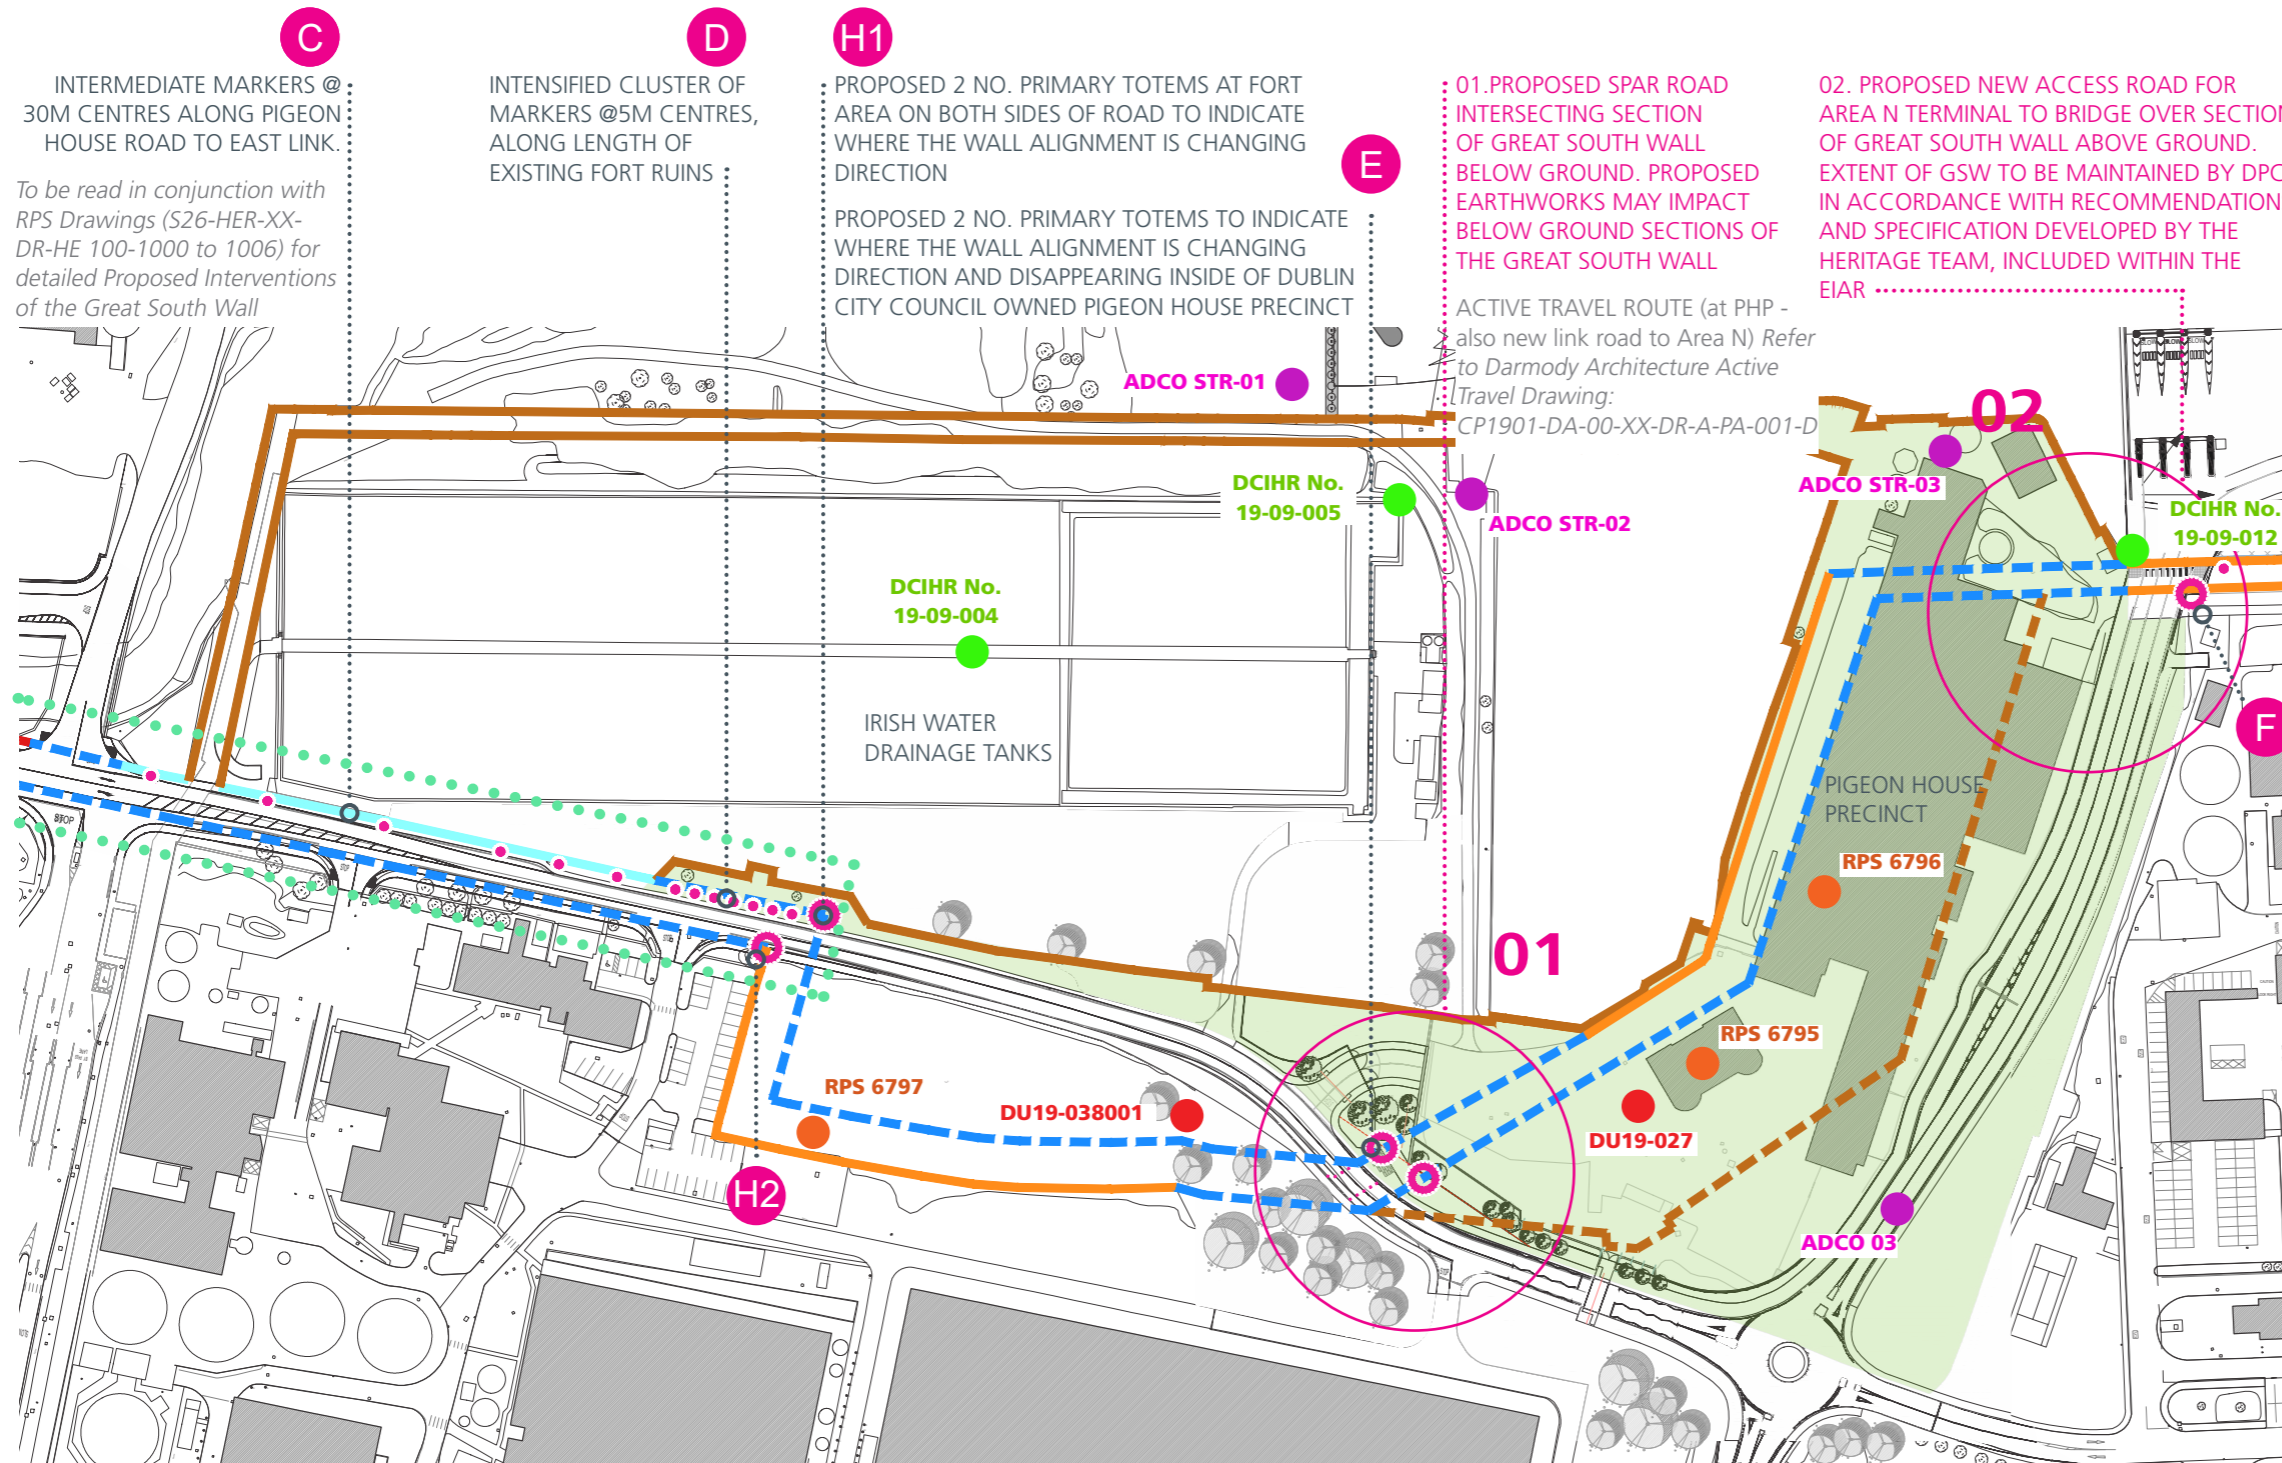 C
INTERMEDIATE MARKERS @
30M CENTRES ALONG PIGEON
HOUSE ROAD TO EAST LINK.
To be read in conjunction with
RPS Drawings (S26-HER-XX-
DR-HE 100-1000 to 1006) for
detailed Proposed Interventions
of the Great South Wall
D
INTENSIFIED CLUSTER OF
MARKERS @5M CENTRES,
ALONG LENGTH OF
EXISTING FORT RUINS
H1
PROPOSED 2 NO. PRIMARY TOTEMS AT FORT
AREA ON BOTH SIDES OF ROAD TO INDICATE
WHERE THE WALL ALIGNMENT IS CHANGING
DIRECTION
PROPOSED 2 NO. PRIMARY TOTEMS TO INDICATE
WHERE THE WALL ALIGNMENT IS CHANGING
DIRECTION AND DISAPPEARING INSIDE OF DUBLIN
CITY COUNCIL OWNED PIGEON HOUSE PRECINCT
E
01.PROPOSED SPAR ROAD
INTERSECTING SECTION
OF GREAT SOUTH WALL
BELOW GROUND. PROPOSED
EARTHWORKS MAY IMPACT
BELOW GROUND SECTIONS OF
THE GREAT SOUTH WALL
ACTIVE TRAVEL ROUTE (at PHP -
also new link road to Area N) Refer
to Darmody Architecture Active
Travel Drawing:
CP1901-DA-00-XX-DR-A-PA-001-D
02. PROPOSED NEW ACCESS ROAD FOR
AREA N TERMINAL TO BRIDGE OVER SECTION
OF GREAT SOUTH WALL ABOVE GROUND.
EXTENT OF GSW TO BE MAINTAINED BY DPC
IN ACCORDANCE WITH RECOMMENDATION
AND SPECIFICATION DEVELOPED BY THE
HERITAGE TEAM, INCLUDED WITHIN THE
EIAR
ADCO STR-01
02
DCIHR No.
19-09-005
ADCO STR-02
ADCO STR-03
DCIHR No.
19-09-012
DCIHR No.
19-09-004
IRISH WATER
DRAINAGE TANKS
F
PIGEON HOUSE
PRECINCT
RPS 6796
01
RPS 6795
RPS 6797
DU19-038001
DU19-027
H2
ADCO 03